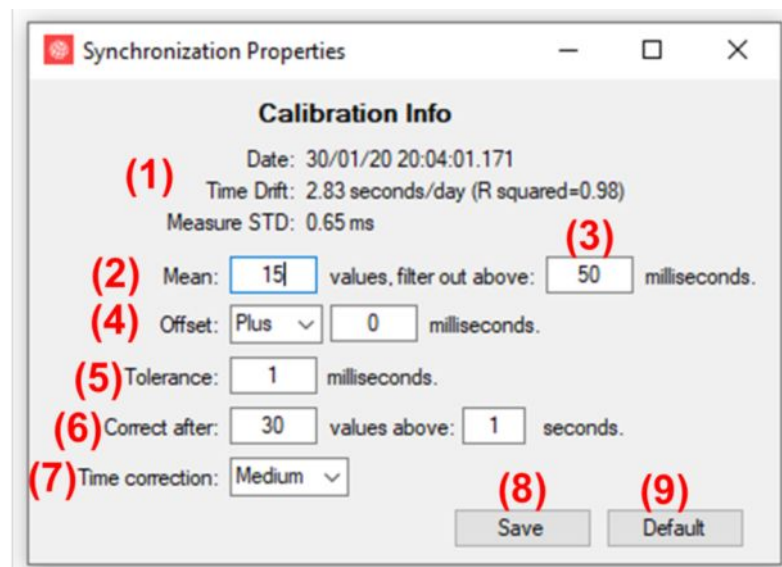 Synchronization Properties
Calibration Info
Date: 30/01/20 20:04:01.171
(1)
Time Drift: 2.83 seconds/day (R squared=0.98)
Measure STD: 0.65 ms
(3)
(2) Mean: 15 values, filter out above: 50 milliseconds.
(4) Offset: Plus 0 milliseconds.
(5) Tolerance: 1 milliseconds.
(6) Correct after: 30 values above: 1 seconds.
(7) Time correction: Medium
(8) (9)
Save Default